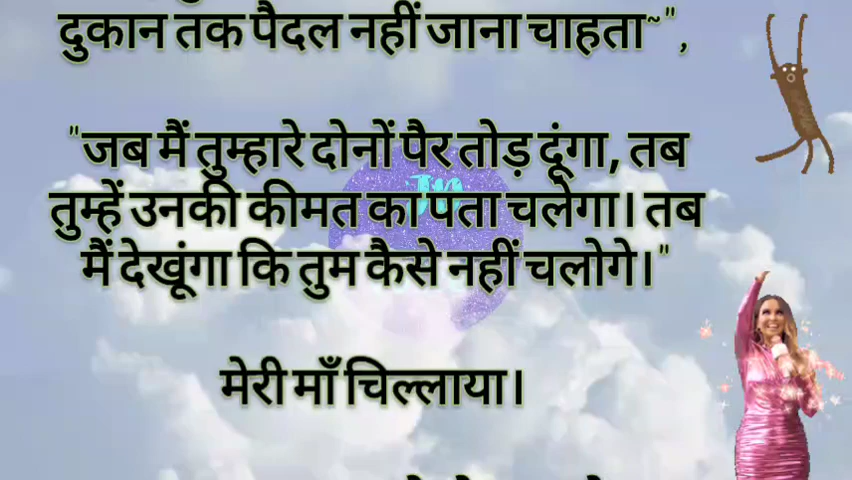 दुकान तक पैदल नहीं जाना चाहता~",
"जब मैं तुम्हारे दोनों पैर तोड़ दूंगा, तब
तुम्हें उनकी कीमत का पता चलेगा। तब
मैं देखूंगा कि तुम कैसे नहीं चलोगे।"
मेरी माँ चिल्लाया।